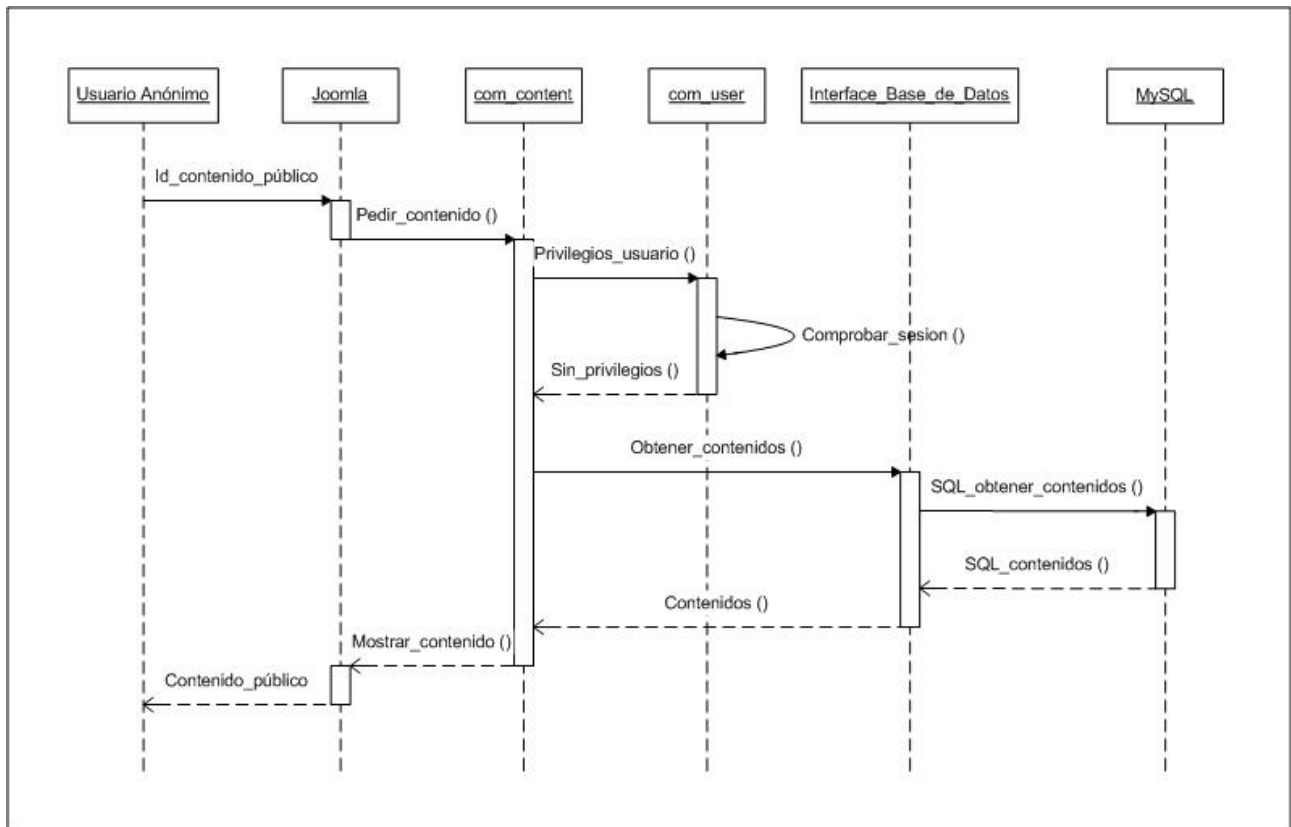 Usuario Anónimo
Joomla
com_content
com_user
Interface_Base_de_Datos
MySQL
Id_contenido_público
Pedir_contenido ()
Privilegios_usuario ()
Comprobar_sesion ()
Sin_privilegios ()
Obtener_contenidos ()
SQL_obtener_contenidos ()
SQL_contenidos ()
Contenidos ()
Mostrar_contenido ()
Contenido_público